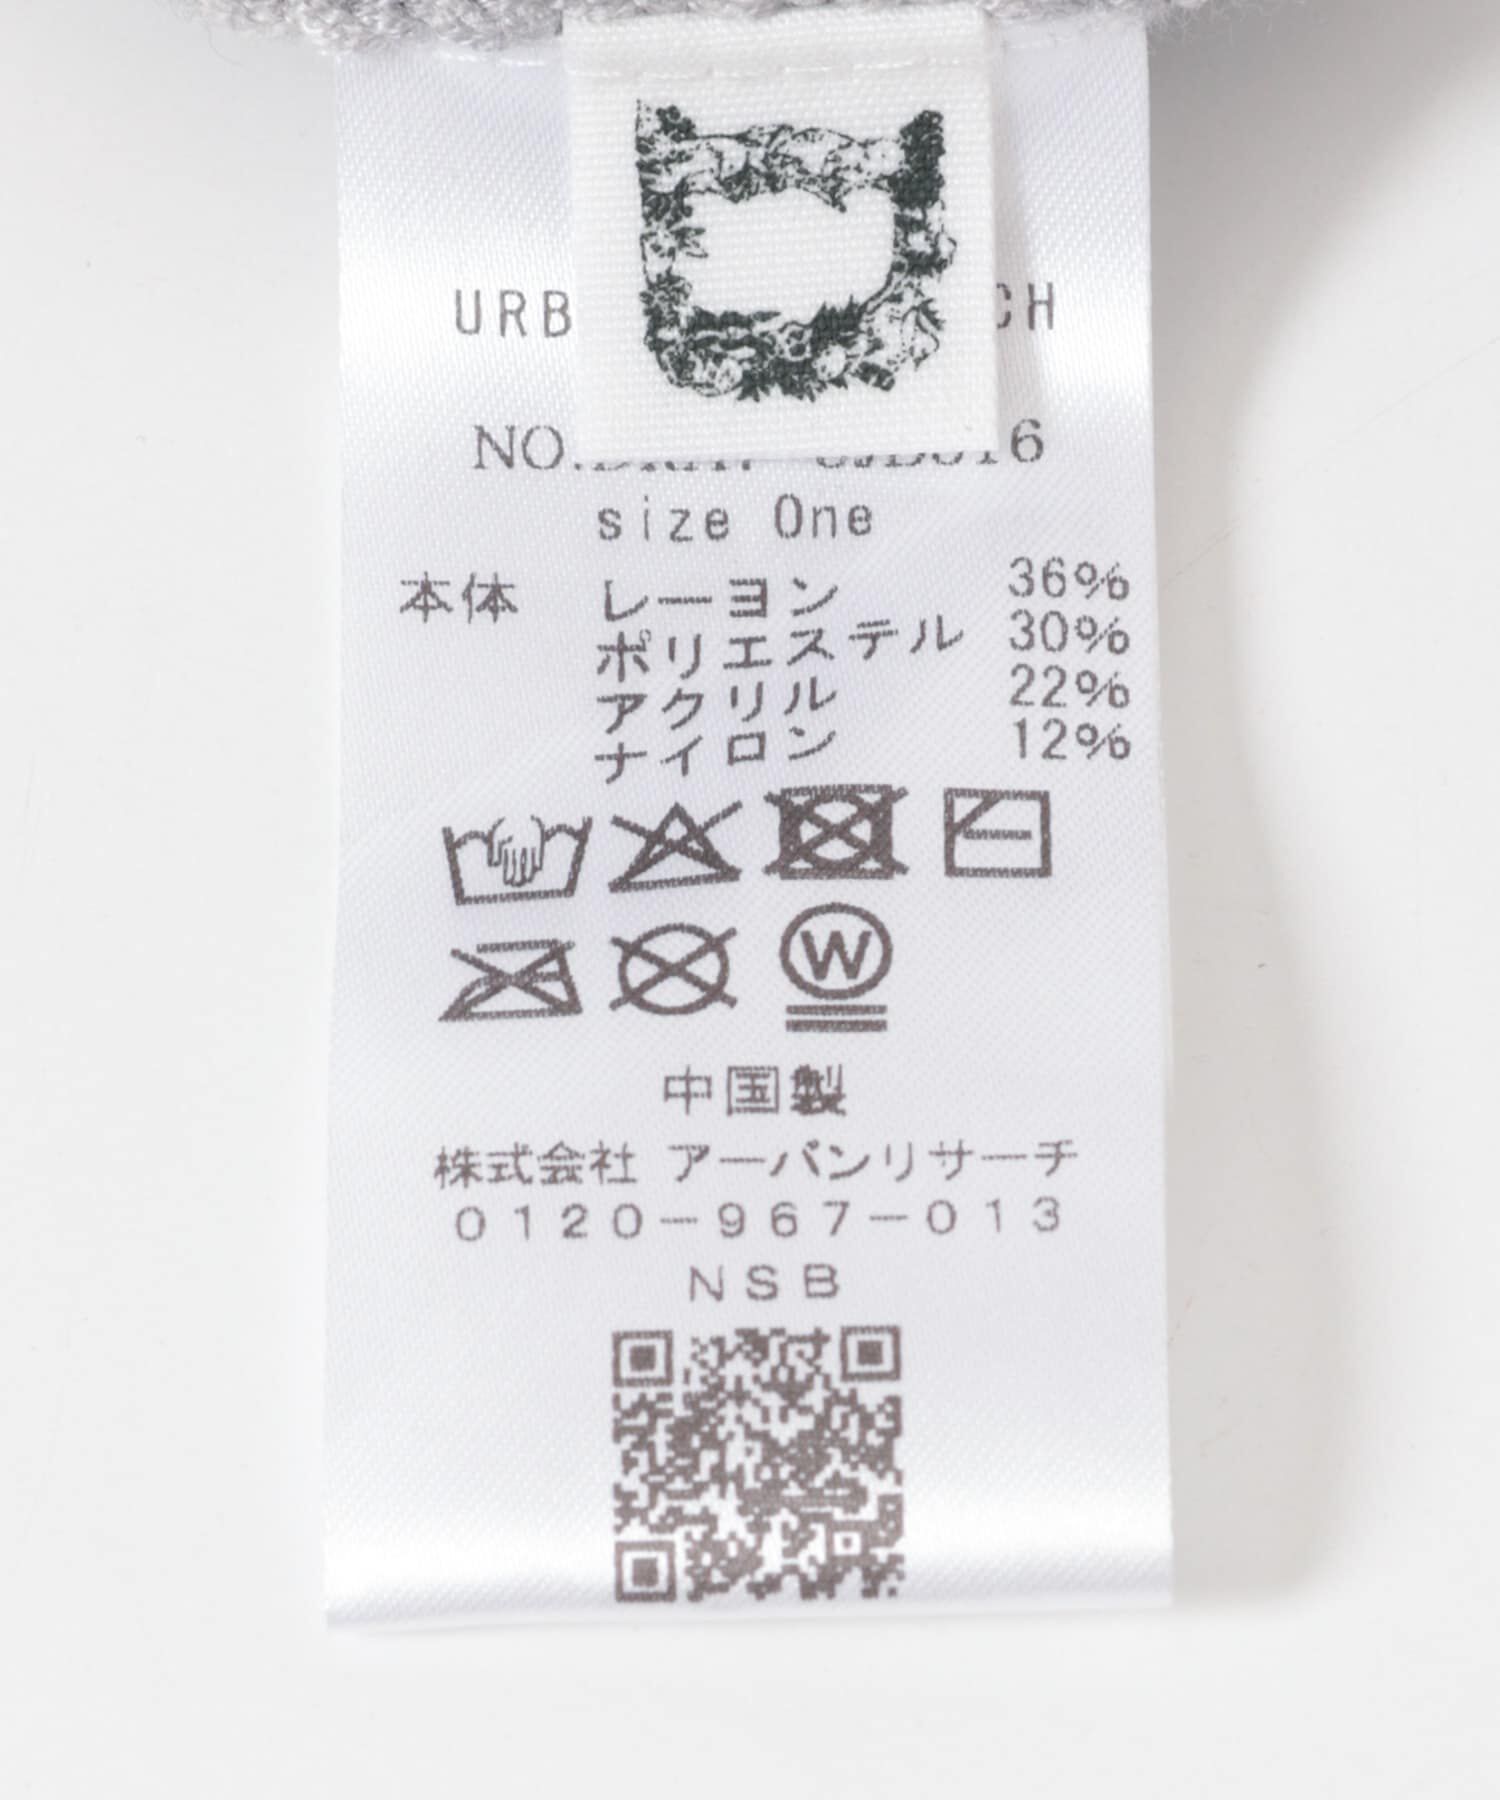 URB CH
NO. 16
size One
本体 レーヨン 36%
ポリエステル 30%
アクリル 22%
ナイロン 12%
W
中国製
株式会社 アーバンリサーチ
0120-967-013
NSB